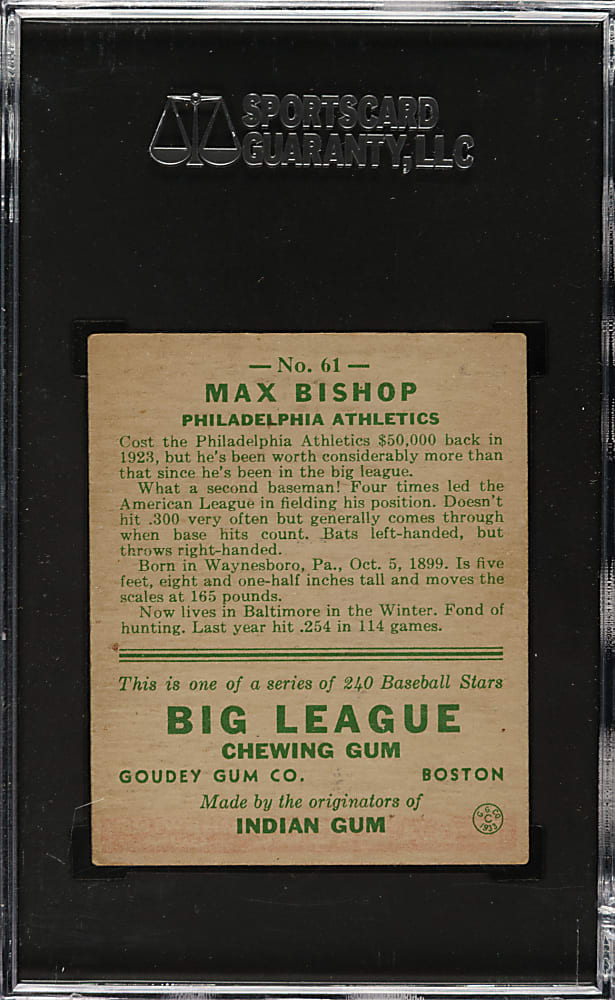 SPORTSCARD
GUARANTY, LLC
— No. 61 —
MAX BISHOP
PHILADELPHIA ATHLETICS
Cost the Philadelphia Athletics $50,000 back in
1923, but he's been worth considerably more than
that since he's been in the big league.
What a second baseman! Four times led the
American League in fielding his position. Doesn't
hit .300 very often but generally comes through
when base hits count. Bats left-handed, but
throws right-handed.
Born in Waynesboro, Pa., Oct. 5, 1899. Is five
feet, eight and one-half inches tall and moves the
scales at 165 pounds.
Now lives in Baltimore in the Winter. Fond of
hunting. Last year hit .254 in 114 games.
This is one of a series of 240 Baseball Stars
BIG LEAGUE
CHEWING GUM
GOUDEY GUM CO. BOSTON
Made by the originators of
INDIAN GUM
G. G. CO.
C
1933